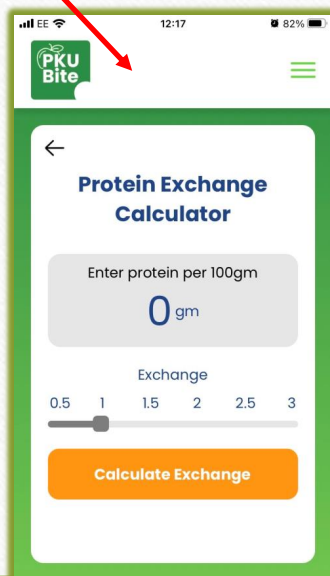 EE 12:17 82%
PKU
Bite
Protein Exchange
Calculator
Enter protein per 100gm
0 gm
Exchange
0.5 1 1.5 2 2.5 3
Calculate Exchange